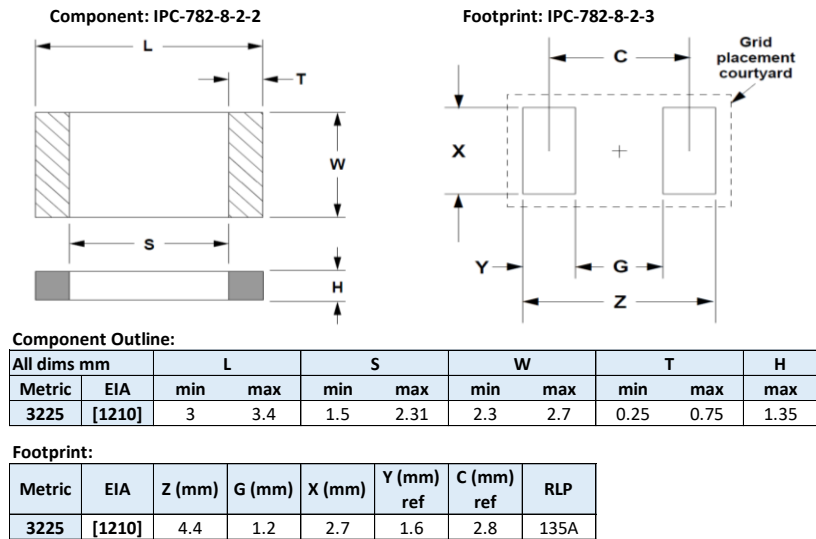 Component: IPC-782-8-2-2
Footprint: IPC-782-8-2-3
L
T
W
S
H
C
Grid
placement
courtyard
X
Y
G
Z
Component Outline:
All dims mm L S W T H
Metric EIA min max min max min max min max max
3225 [1210] 3 3.4 1.5 2.31 2.3 2.7 0.25 0.75 1.35
Footprint:
Metric EIA Z (mm) G (mm) X (mm) Y (mm) ref C (mm) ref RLP
3225 [1210] 4.4 1.2 2.7 1.6 2.8 135A